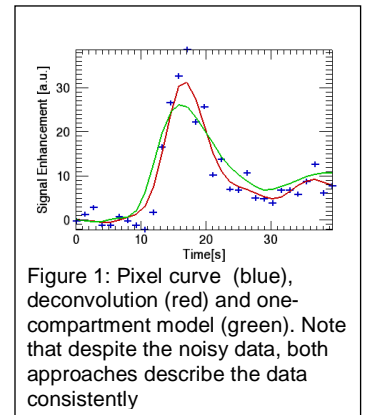 Signal Enhancement [a.u.]
30
20
10
0
0
10
20
30
Time[s]
Figure 1: Pixel curve  (blue),
deconvolution (red) and one-
compartment model (green). Note
that despite the noisy data, both
approaches describe the data
consistently